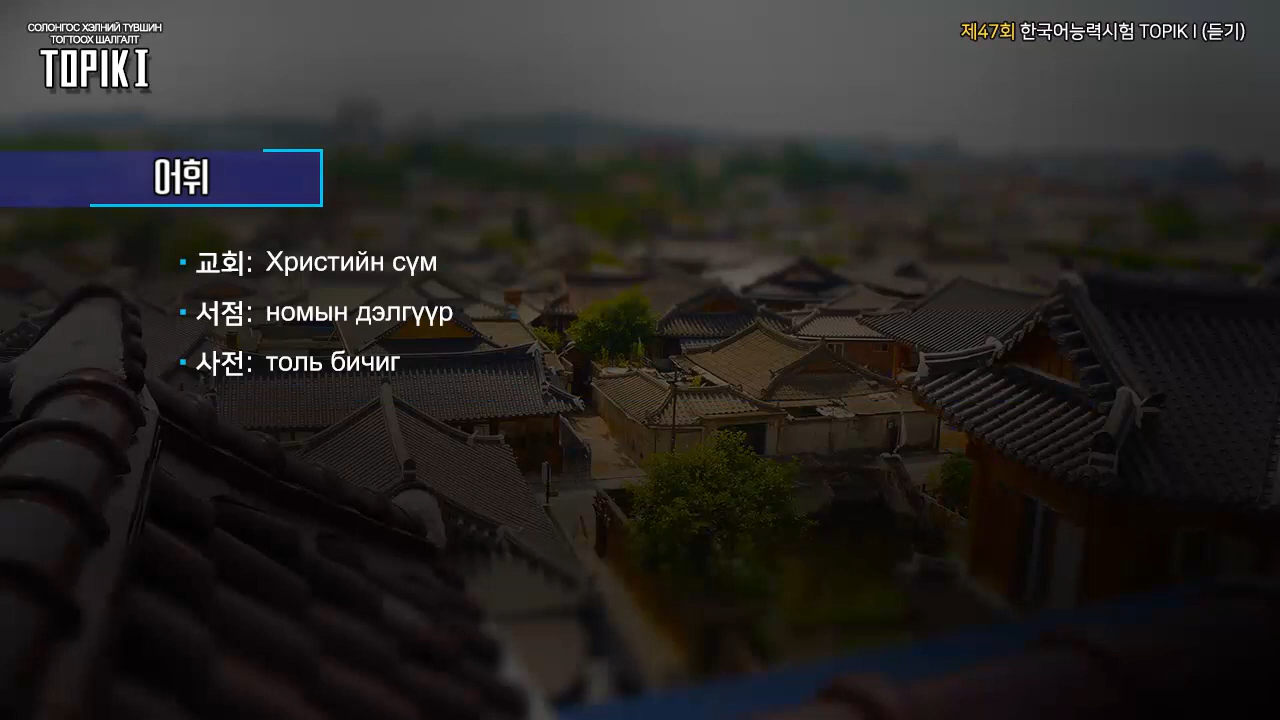 СОЛОНГОС ХЭЛНИЙ ТҮВШИН
ТОГТООХ ШАЛГАЛТ
TOPIK I
제47회 한국어능력시험 TOPIK I (듣기)
어휘
▪ 교회: Христийн сүм
▪ 서점: номын дэлгүүр
▪ 사전: толь бичиг